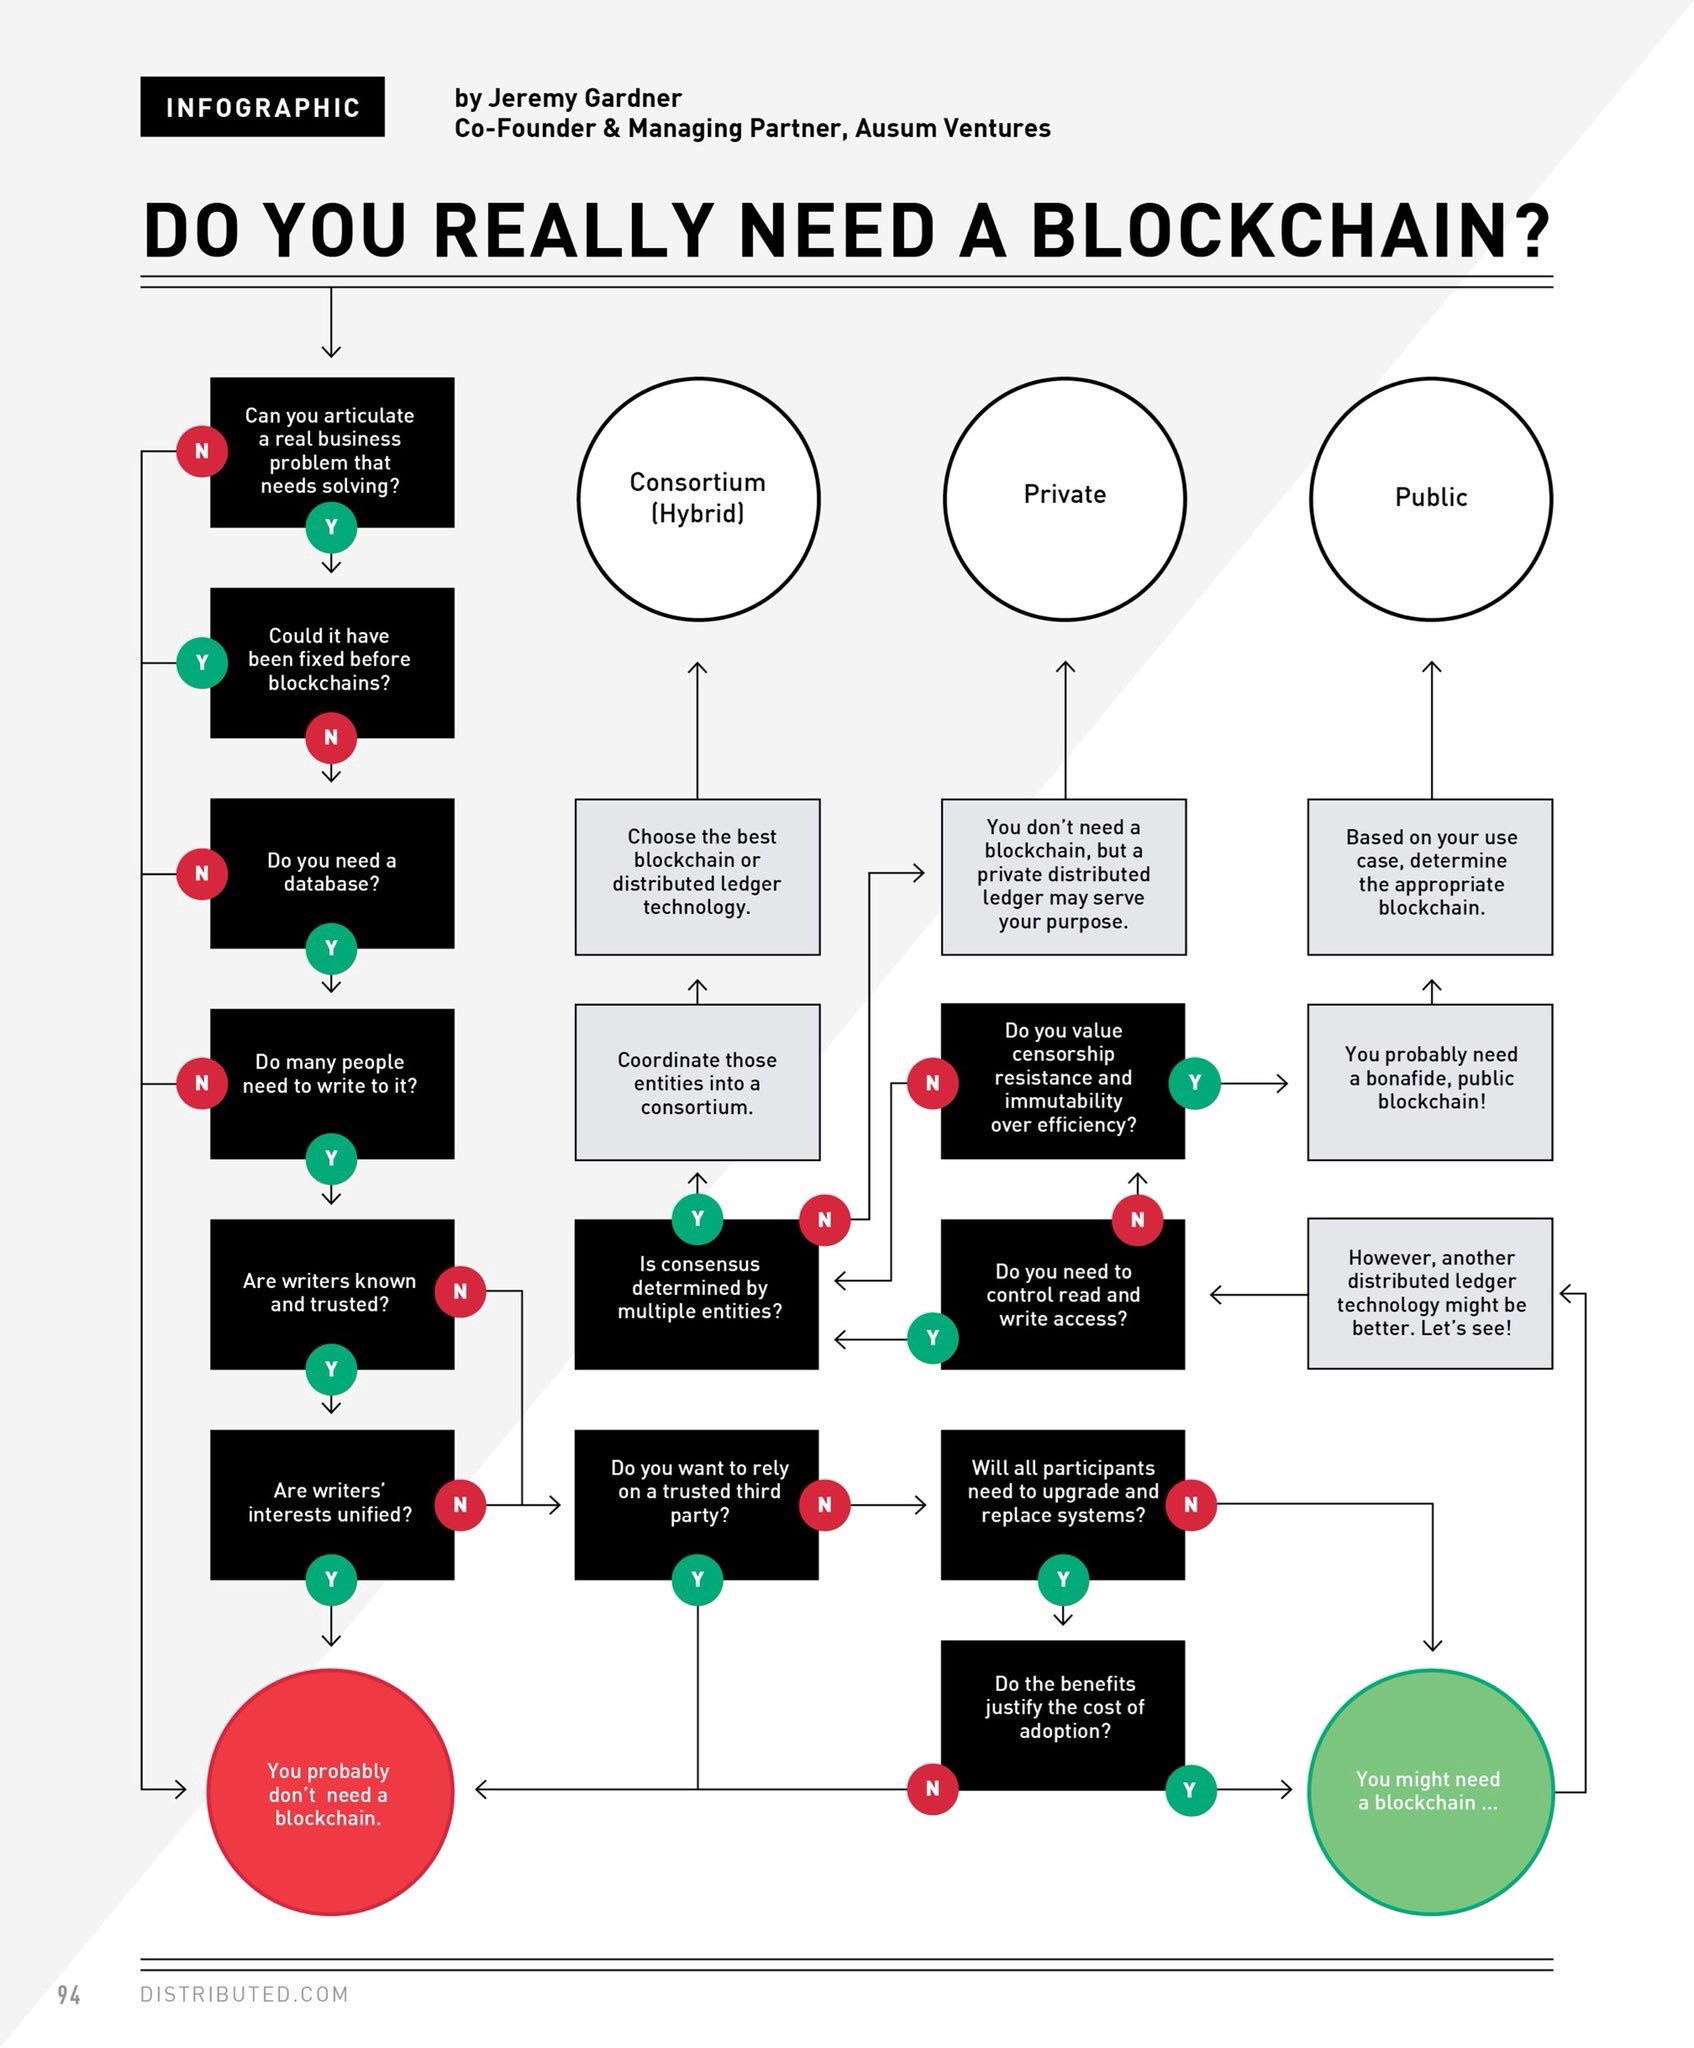 INFOGRAPHIC
by Jeremy Gardner
Co-Founder & Managing Partner, Ausum Ventures
DO YOU REALLY NEED A BLOCKCHAIN?
Can you articulate
a real business
problem that
needs solving?
N
Y
Consortium
(Hybrid)
Private
Public
Could it have
been fixed before
blockchains?
Y
N
Do you need a
database?
N
Y
Choose the best
blockchain or
distributed ledger
technology.
You don't need a
blockchain, but a
private distributed
ledger may serve
your purpose.
Based on your use
case, determine
the appropriate
blockchain.
Do many people
need to write to it?
N
Y
Coordinate those
entities into a
consortium.
Do you value
censorship
resistance and
immutability
over efficiency?
N
Y
You probably need
a bonafide, public
blockchain!
Are writers known
and trusted?
N
Y
Y
N
Is consensus
determined by
multiple entities?
N
Do you need to
control read and
write access?
Y
However, another
distributed ledger
technology might be
better. Let's see!
Are writers'
interests unified?
N
Y
Do you want to rely
on a trusted third
party?
N
Y
Will all participants
need to upgrade and
replace systems?
N
Y
Do the benefits
justify the cost of
adoption?
N
Y
You probably
don't  need a
blockchain.
You might need
a blockchain ...
94
DISTRIBUTED.COM